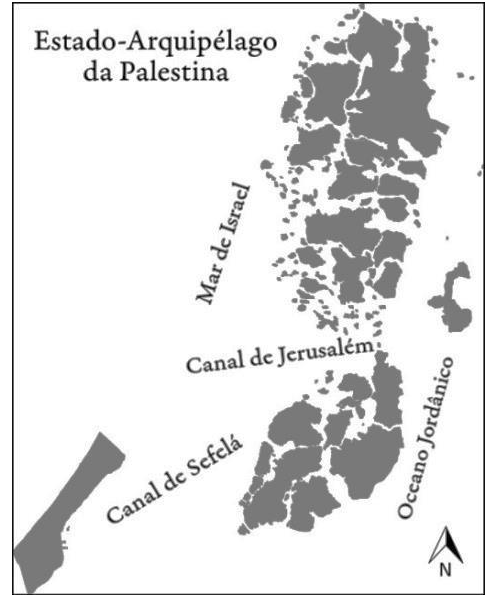 Estado-Arquipélago
da Palestina
Mar de Israel
Canal de Jerusalém
Canal de Sefelá
Oceano Jordânico
N